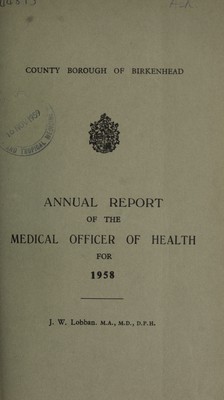 COUNTY BOROUGH OF BIRKENHEAD
ANNUAL REPORT
OF THE
MEDICAL OFFICER OF HEALTH
FOR
1958
J. W. Lobban. M.A., M.D., D.P.H.